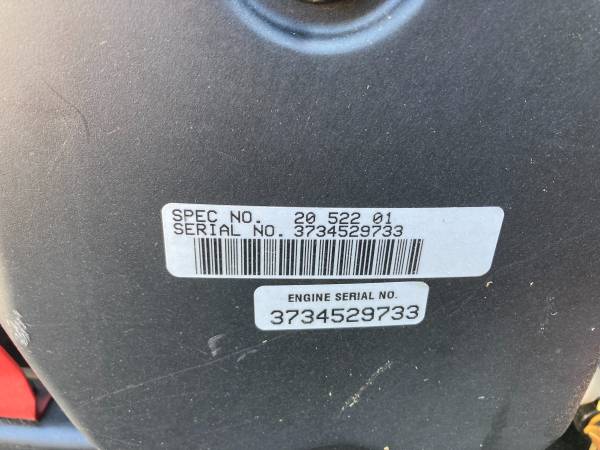 SPEC NO. 20 522 01
SERIAL NO. 3734529733
ENGINE SERIAL NO.
3734529733